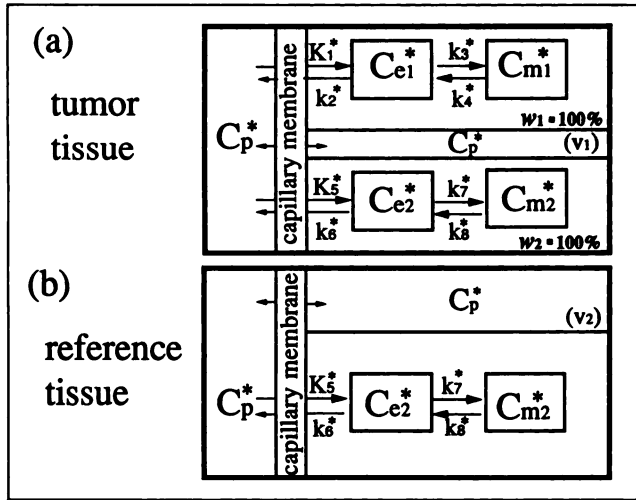 (a)
tumor
tissue
Cp*
capillary membrane
K1*
k2*
Ce1*
k3*
k4*
Cm1*
w1 = 100%
Cp*
(v1)
K5*
k6*
Ce2*
k7*
k8*
Cm2*
w2 = 100%
(b)
reference
tissue
Cp*
capillary membrane
Cp*
(v2)
K5*
k6*
Ce2*
k7*
k8*
Cm2*